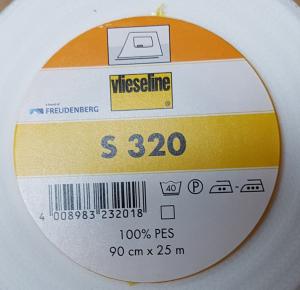 vlieseline
®
a brand of
FREUDENBERG
S 320
40 P
4 008983 232018
100% PES
90 cm x 25 m